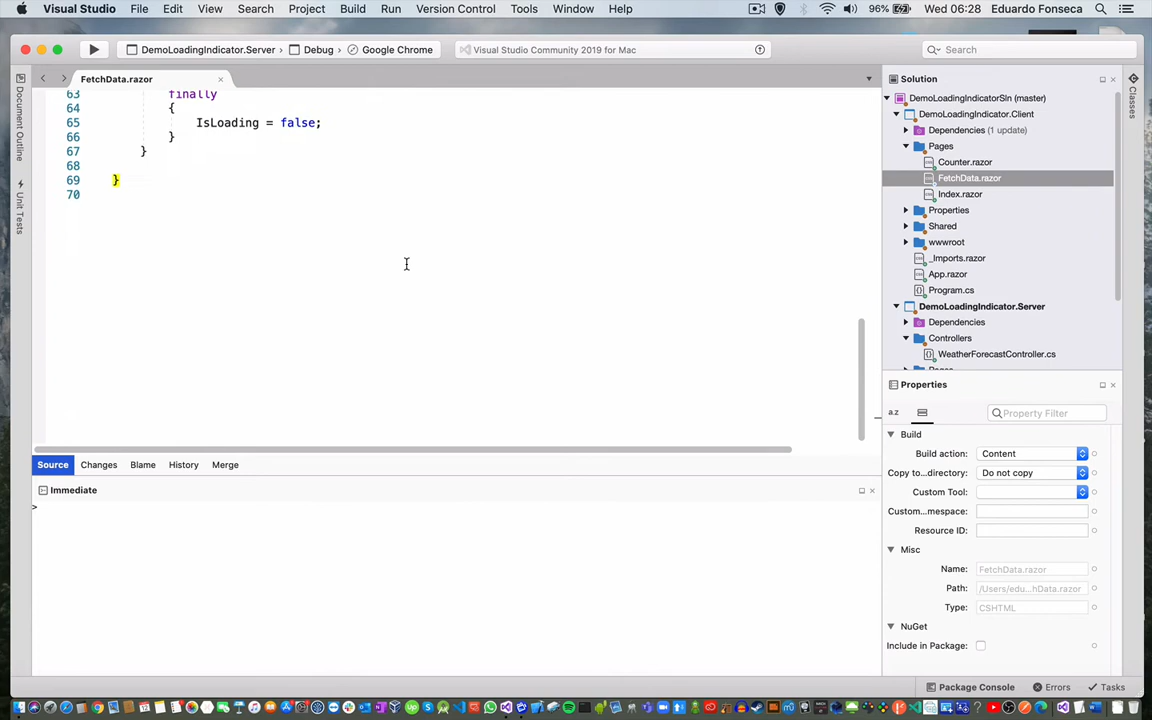 Visual Studio File Edit View Search Project Build Run Version Control Tools Window Help 96% Wed 06:28 Eduardo Fonseca
DemoLoadingIndicator.Server > Debug > Google Chrome Visual Studio Community 2019 for Mac Search
FetchData.razor
Document Outline
Unit Tests
63 finally
64 {
65 IsLoading = false;
66 }
67 }
68
69 }
70
Source Changes Blame History Merge
Immediate
>
Solution
DemoLoadingIndicatorSln (master)
DemoLoadingIndicator.Client
Dependencies (1 update)
Pages
Counter.razor
FetchData.razor
Index.razor
Properties
Shared
wwwroot
_Imports.razor
App.razor
Program.cs
DemoLoadingIndicator.Server
Dependencies
Controllers
WeatherForecastController.cs
Classes
Properties
a.z Property Filter
Build
Build action: Content
Copy to...directory: Do not copy
Custom Tool:
Custom...mespace:
Resource ID:
Misc
Name: FetchData.razor
Path: /Users/edu...hData.razor
Type: CSHTML
NuGet
Include in Package:
Package Console Errors Tasks